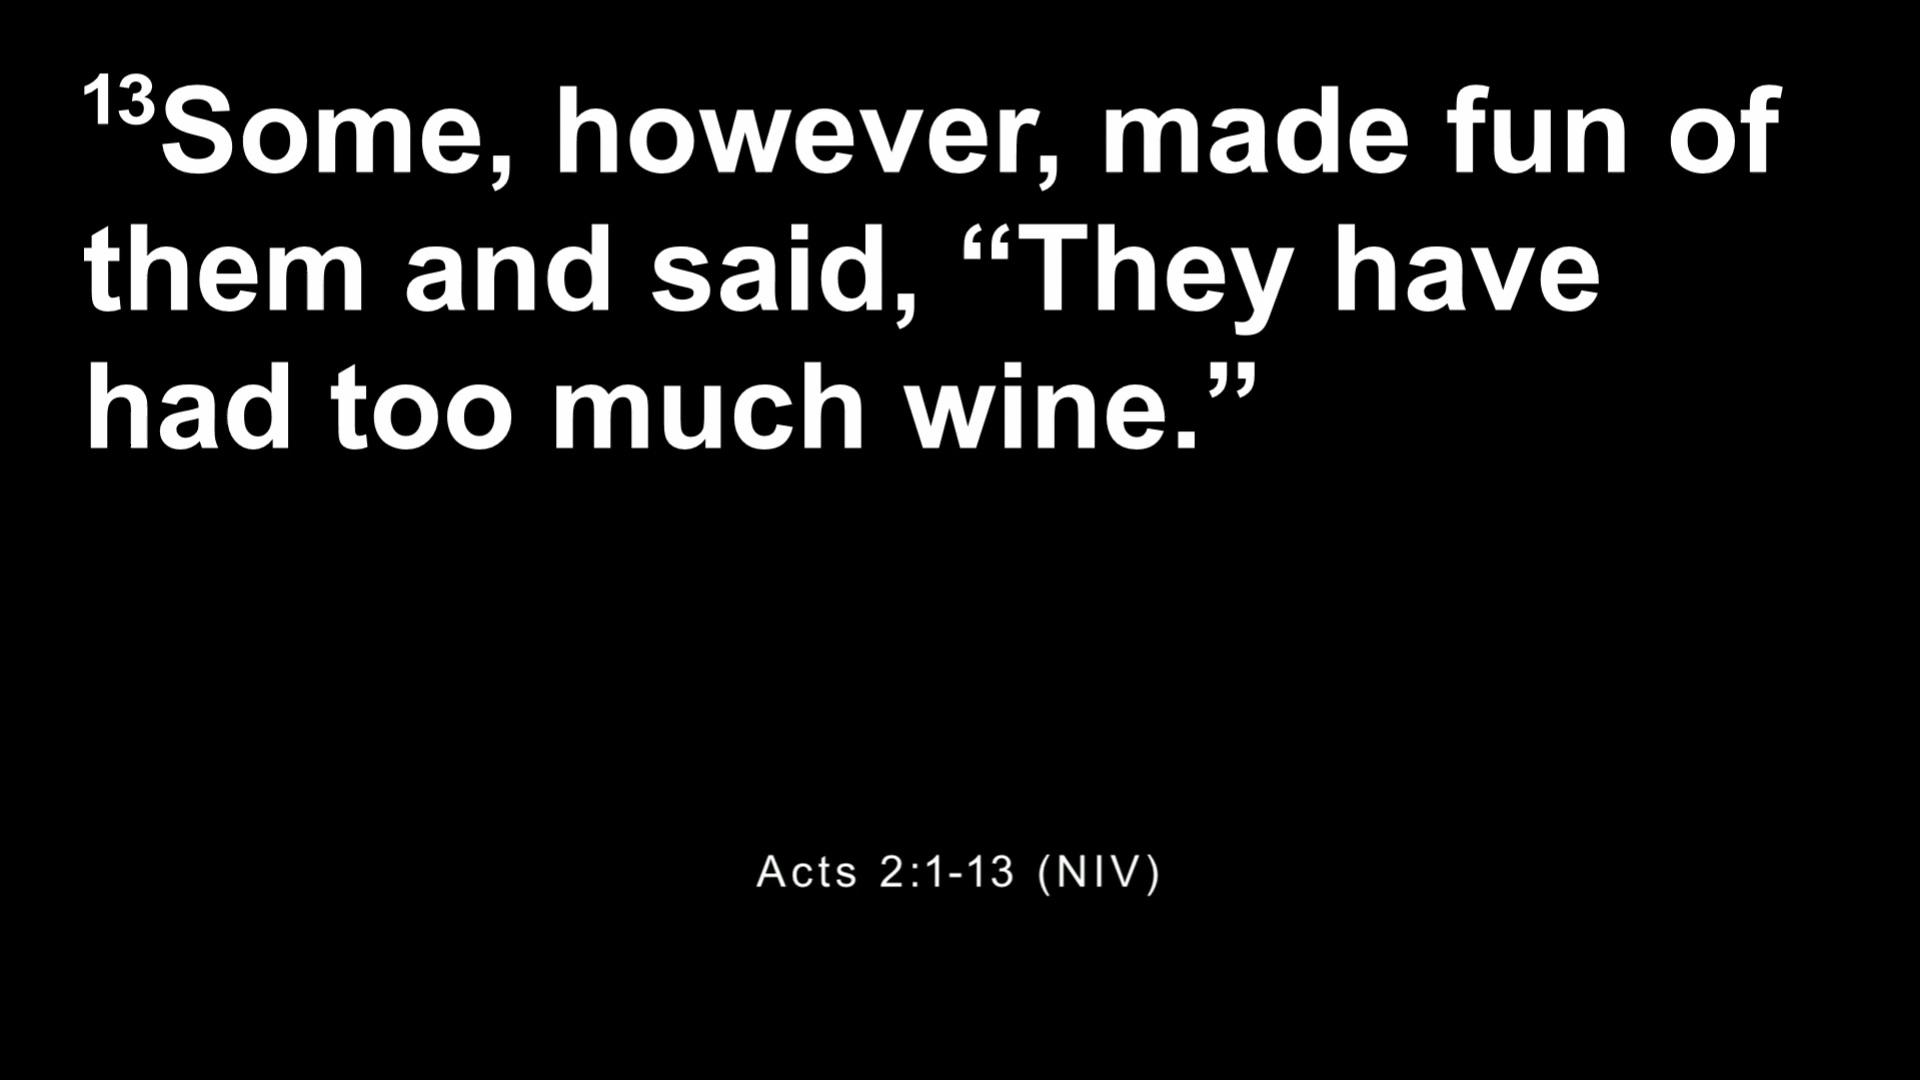 13Some, however, made fun of
them and said, “They have
had too much wine.”
Acts 2:1-13 (NIV)